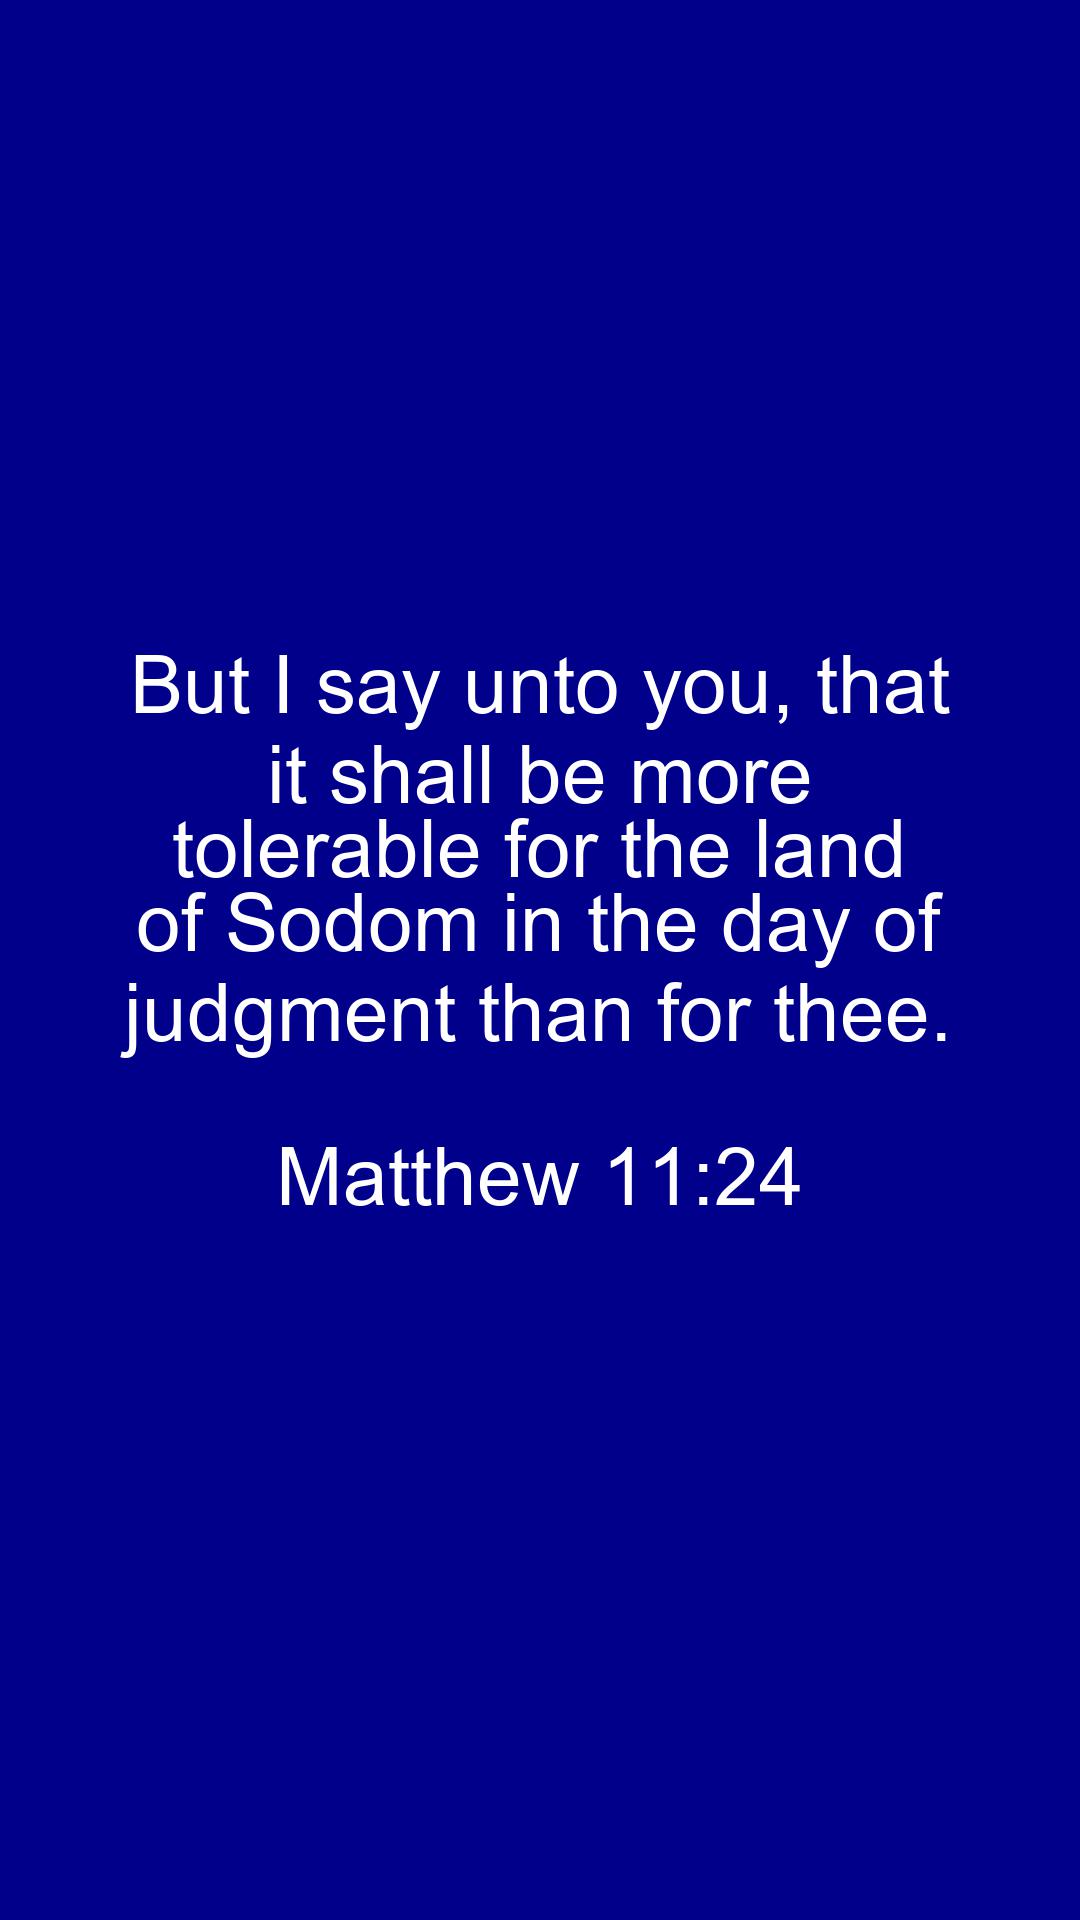 But I say unto you, that
it shall be more
tolerable for the land
of Sodom in the day of
judgment than for thee.
Matthew 11:24